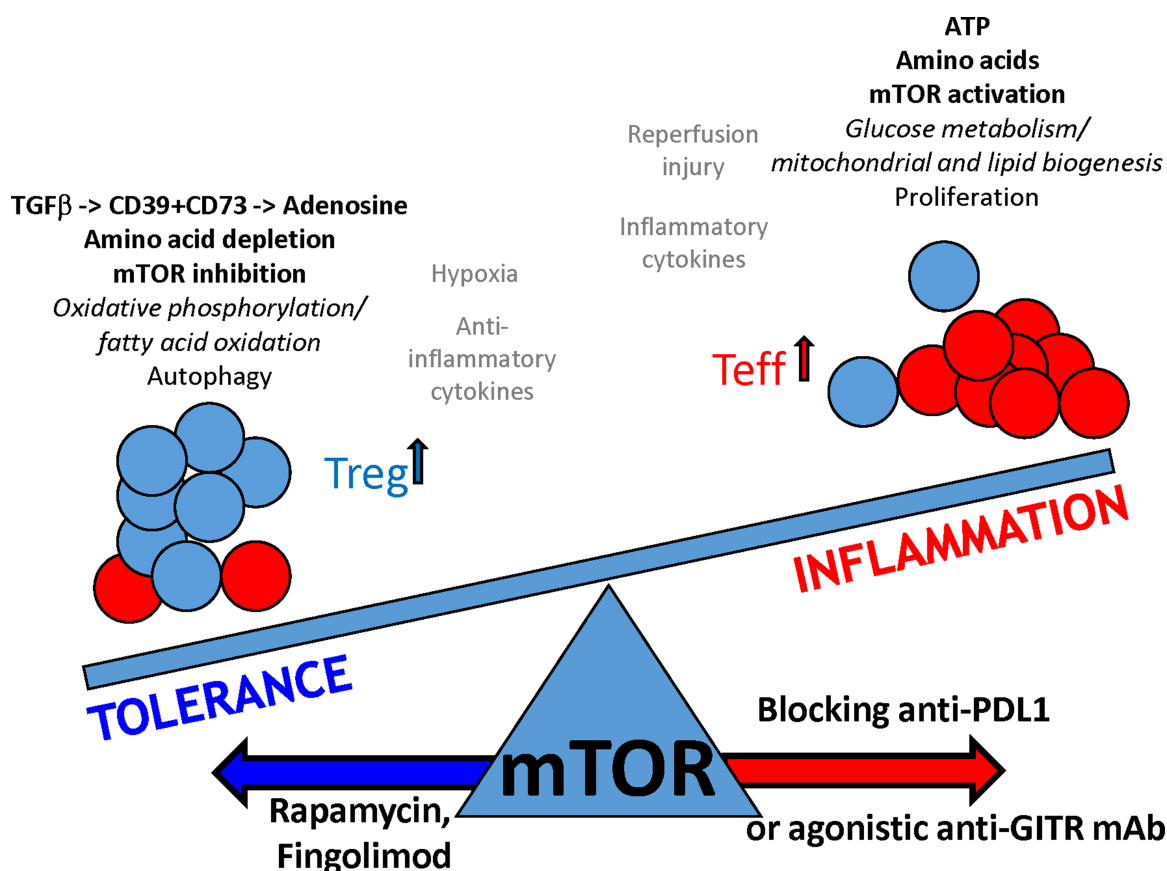 ATP
Amino acids
mTOR activation
Glucose metabolism/
mitochondrial and lipid biogenesis
Proliferation
Reperfusion
injury
Inflammatory
cytokines
TGFβ -> CD39+CD73 -> Adenosine
Amino acid depletion
mTOR inhibition
Oxidative phosphorylation/
fatty acid oxidation
Autophagy
Hypoxia
Anti-
inflammatory
cytokines
Teff
Treg
INFLAMMATION
TOLERANCE
mTOR
Blocking anti-PDL1
or agonistic anti-GITR mAb
Rapamycin,
Fingolimod